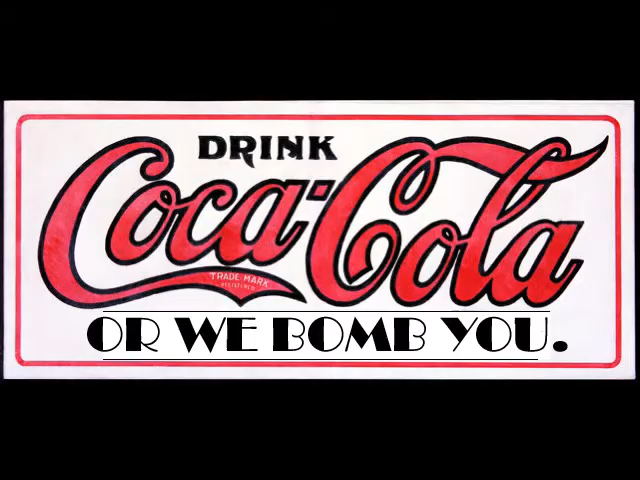 DRINK
Coca-Cola
TRADE-MARK
REGISTERED
OR WE BOMB YOU.